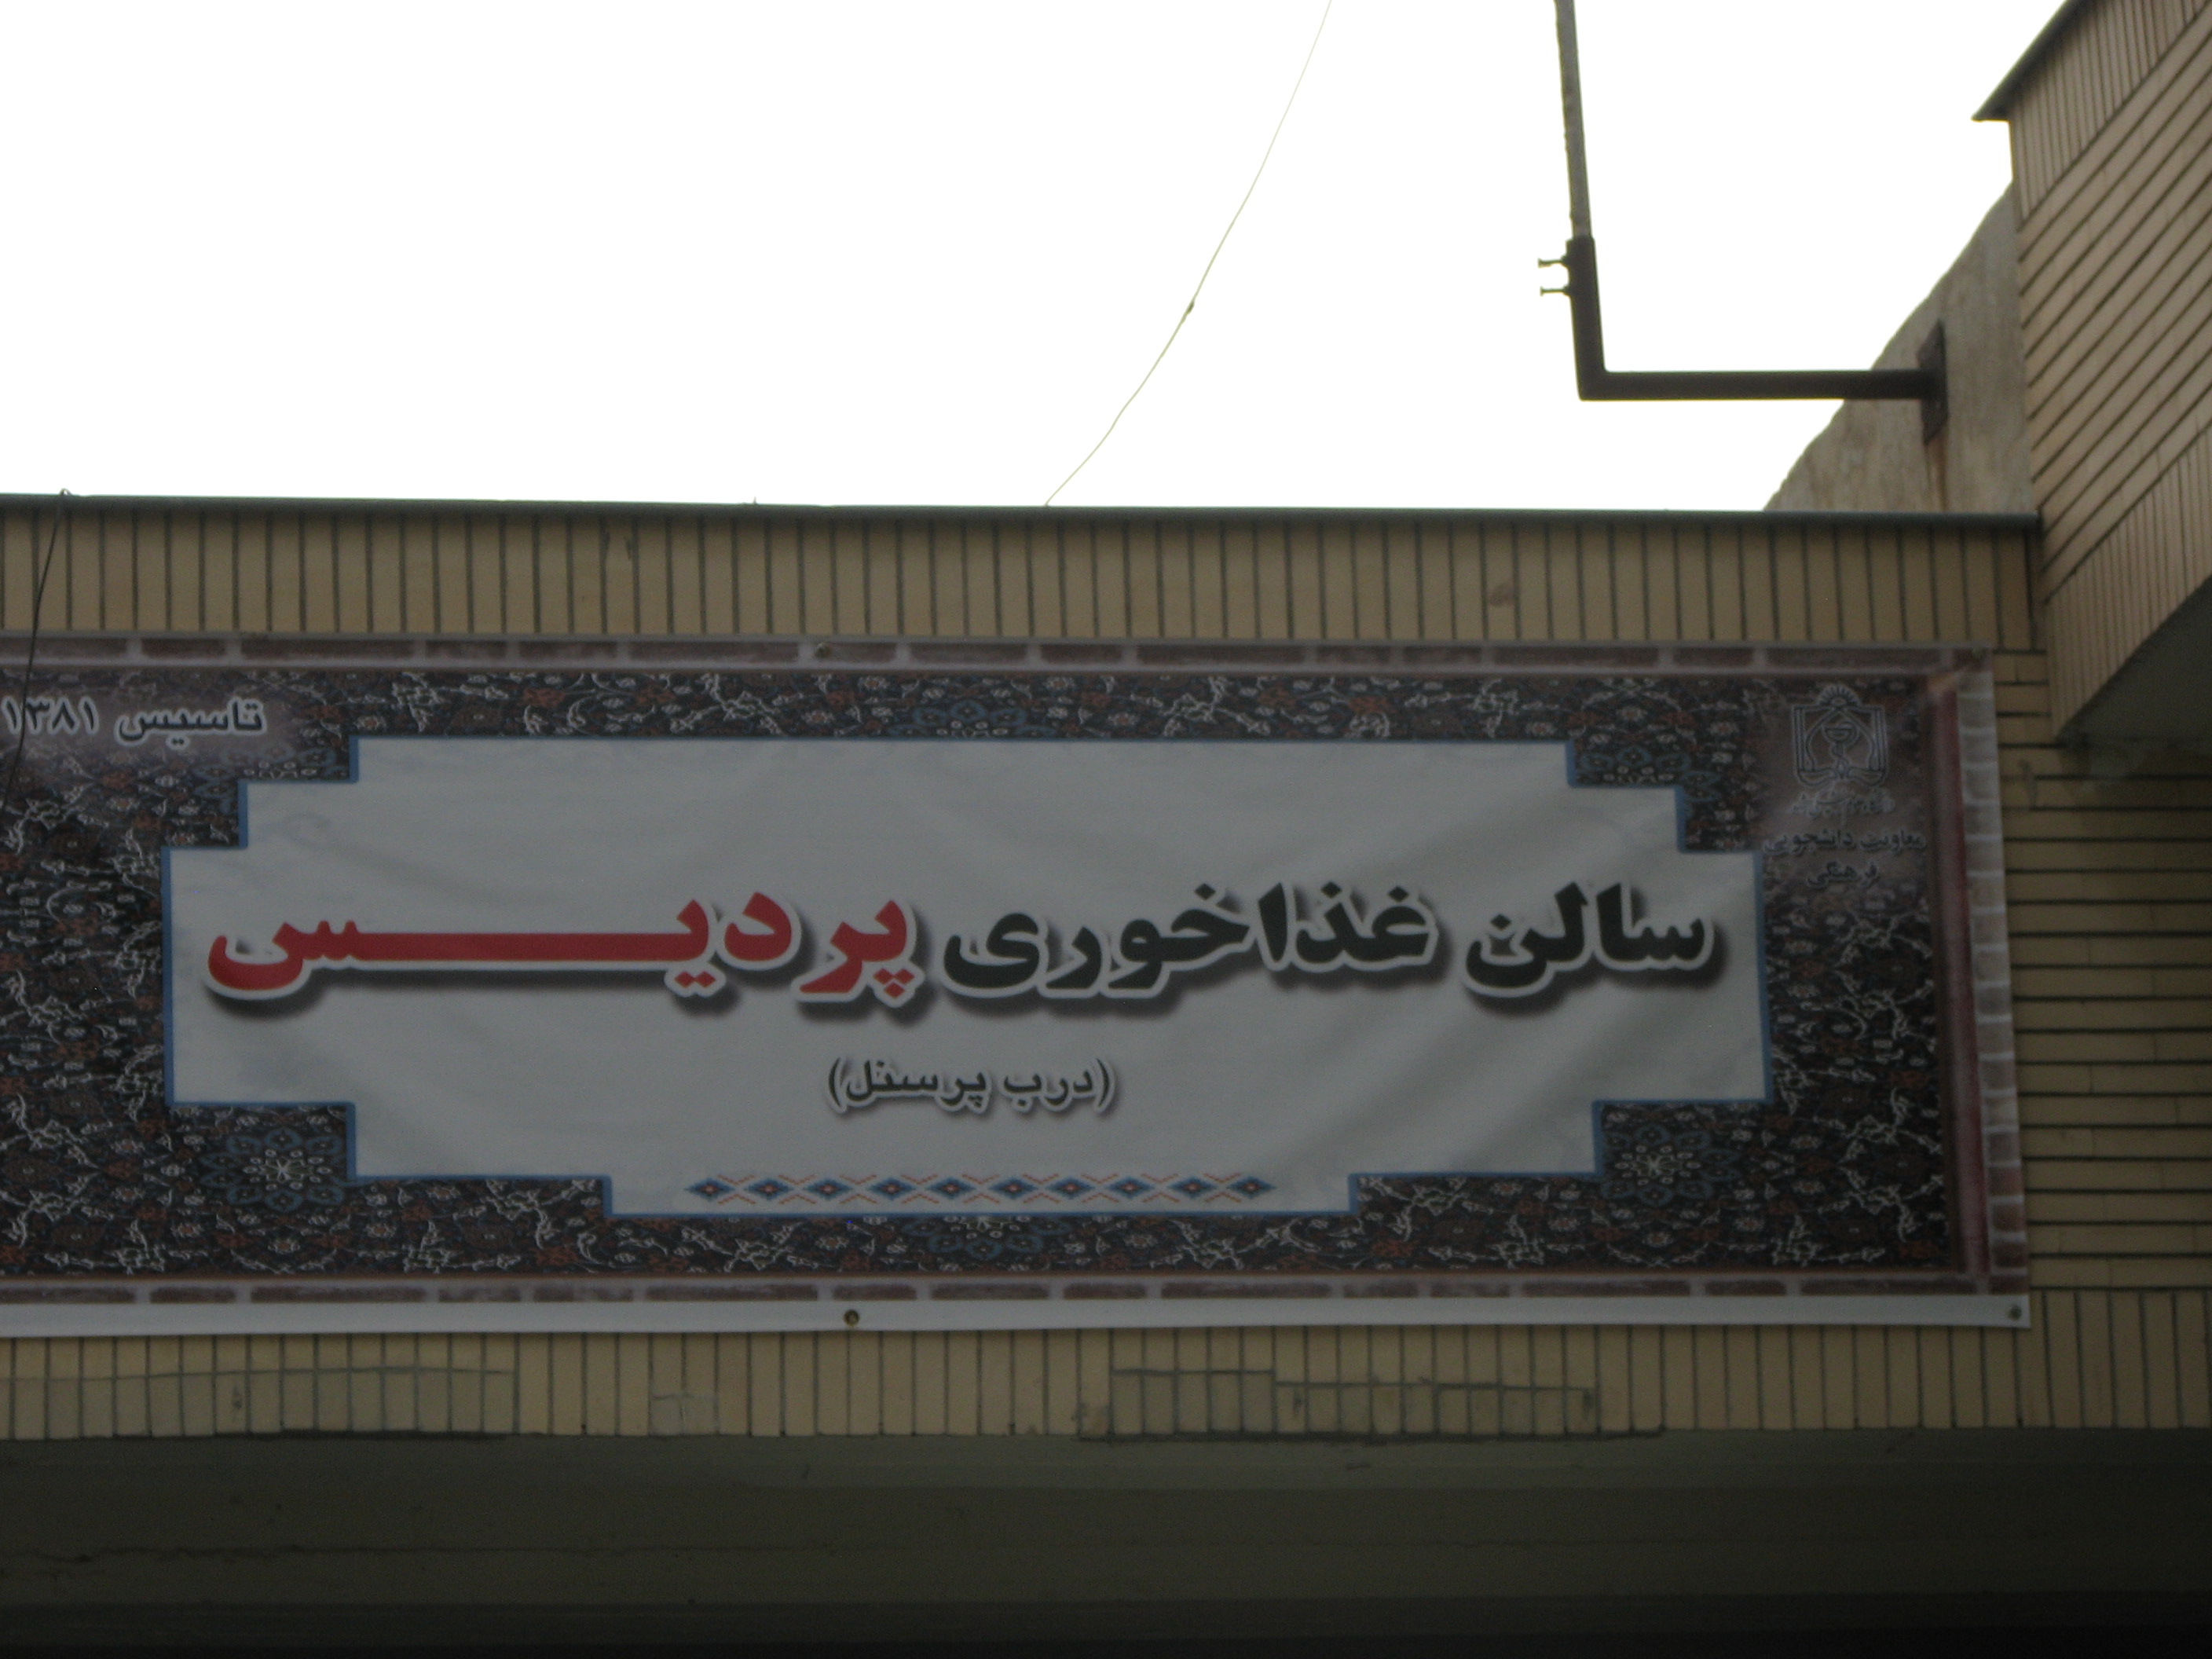 تاسیس ۱۳۸۱
معاونت دانشجویی
فرهنگی
سالن غذاخوری پردیس
(درب پرسنل)